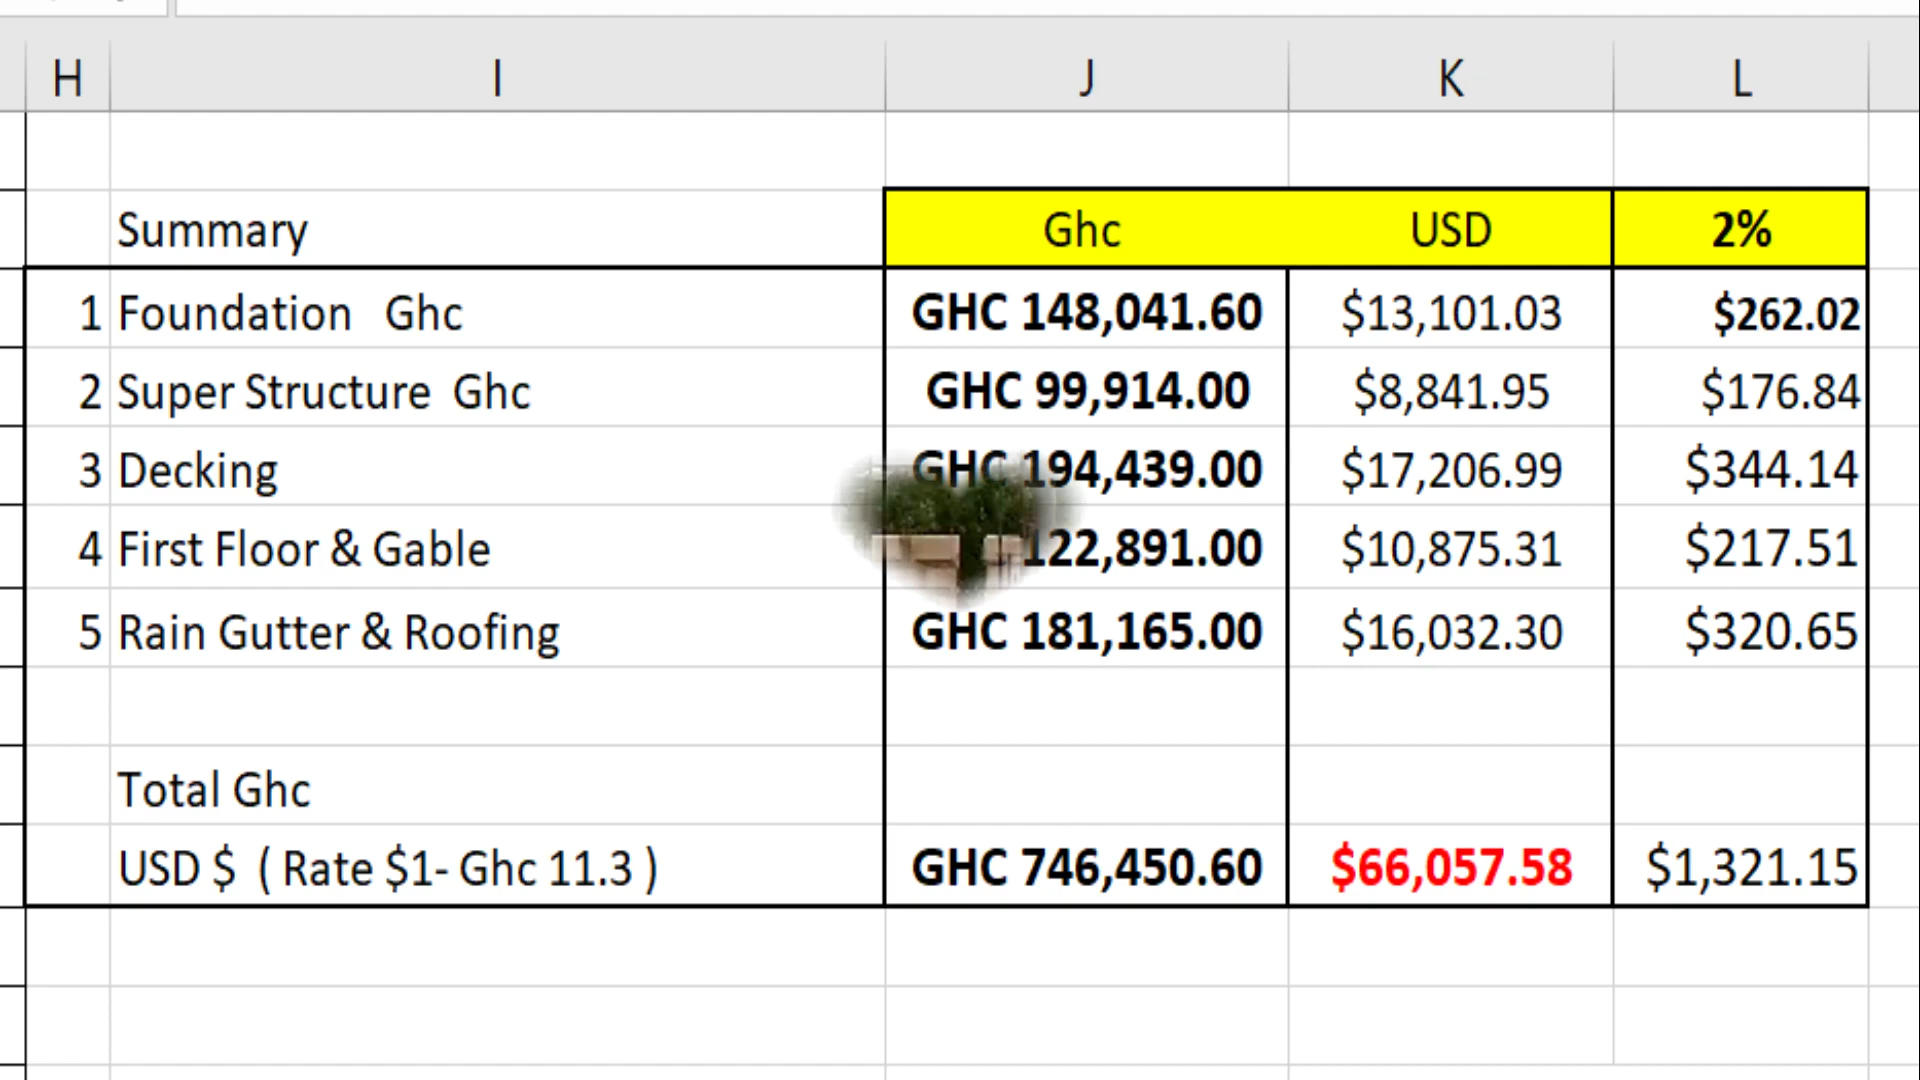 H I J K L
Summary Ghc USD 2%
1 Foundation Ghc GHC 148,041.60 $13,101.03 $262.02
2 Super Structure Ghc GHC 99,914.00 $8,841.95 $176.84
3 Decking GHC 194,439.00 $17,206.99 $344.14
4 First Floor & Gable 122,891.00 $10,875.31 $217.51
5 Rain Gutter & Roofing GHC 181,165.00 $16,032.30 $320.65
Total Ghc
USD $ ( Rate $1- Ghc 11.3 ) GHC 746,450.60 $66,057.58 $1,321.15